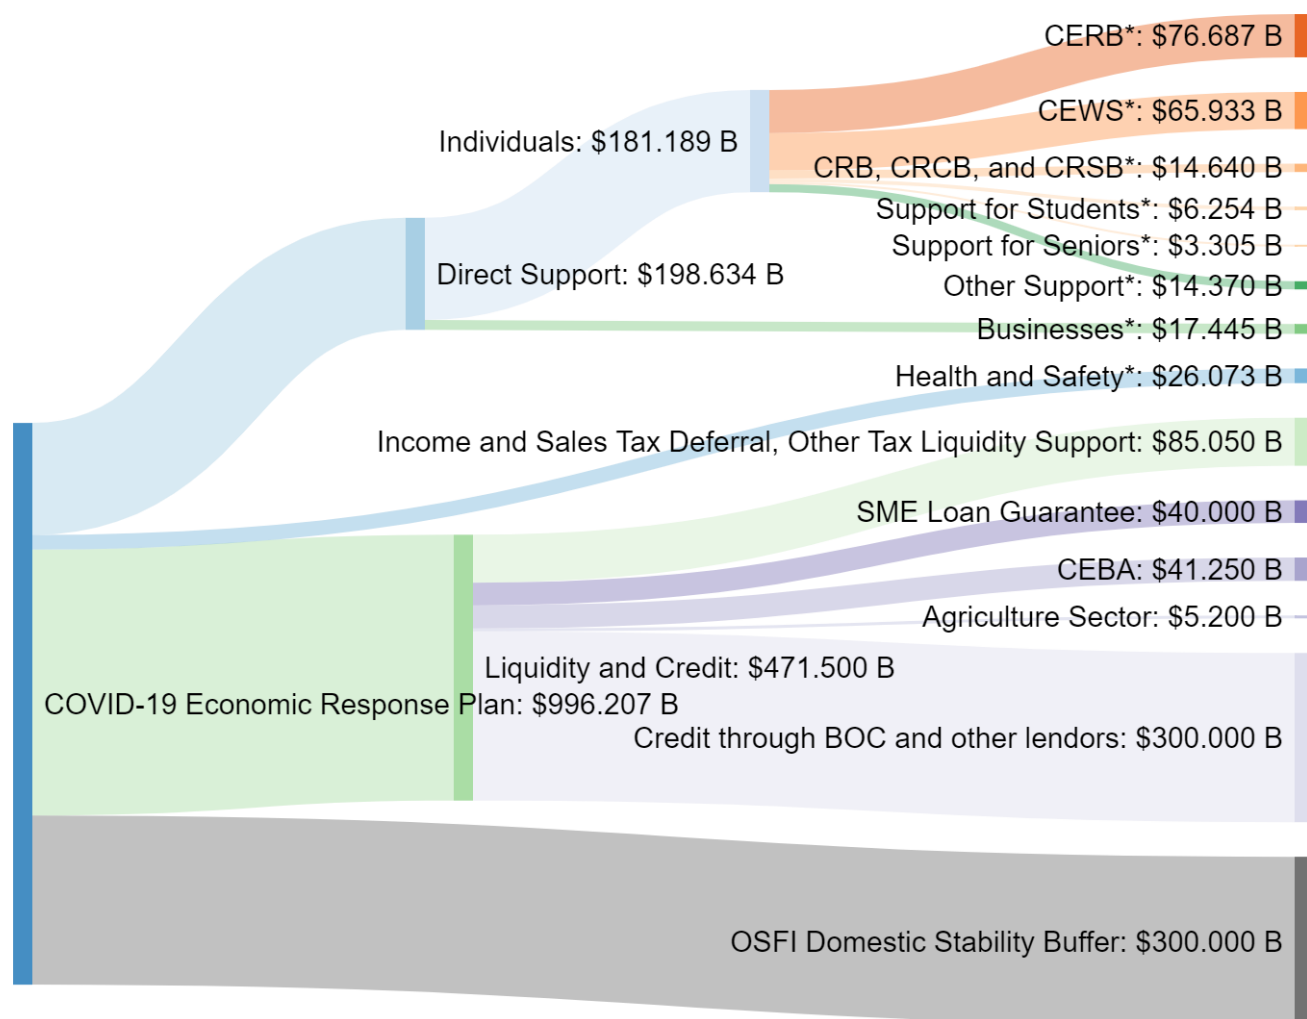 CERB*: $76.687 B
CEWS*: $65.933 B
Individuals: $181.189 B
CRB, CRCB, and CRSB*: $14.640 B
Support for Students*: $6.254 B
Support for Seniors*: $3.305 B
Direct Support: $198.634 B
Other Support*: $14.370 B
Businesses*: $17.445 B
Health and Safety*: $26.073 B
Income and Sales Tax Deferral, Other Tax Liquidity Support: $85.050 B
SME Loan Guarantee: $40.000 B
CEBA: $41.250 B
Agriculture Sector: $5.200 B
Liquidity and Credit: $471.500 B
COVID-19 Economic Response Plan: $996.207 B
Credit through BOC and other lendors: $300.000 B
OSFI Domestic Stability Buffer: $300.000 B